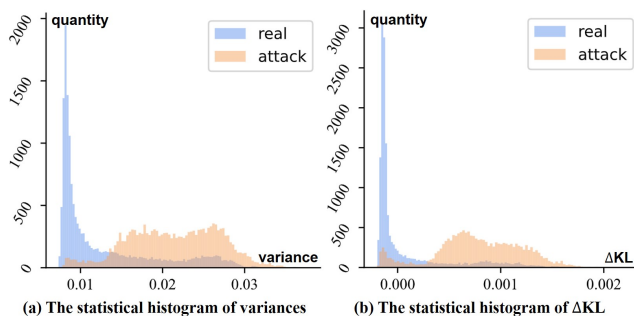 quantity
real
attack
2000
1500
1000
500
0
variance
0.01
0.02
0.03
(a) The statistical histogram of variances
quantity
real
attack
3000
2500
2000
1500
1000
500
0
ΔKL
0.000
0.001
0.002
(b) The statistical histogram of ΔKL